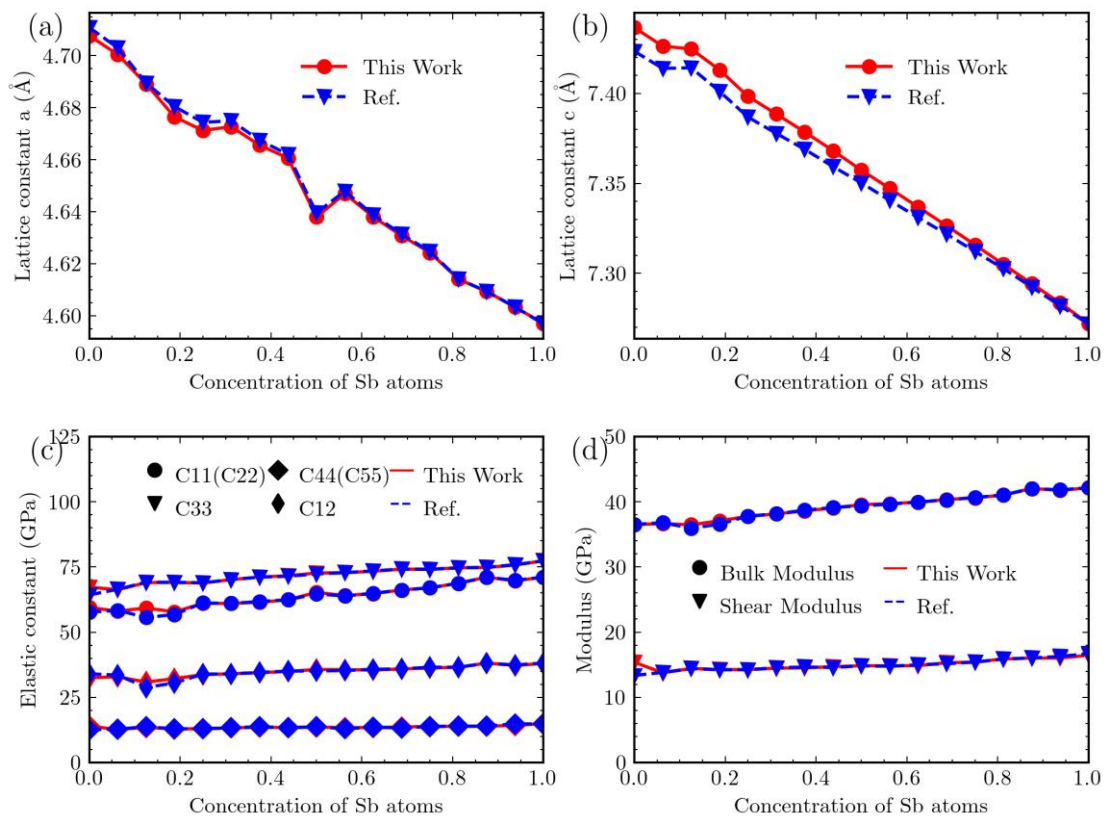 (a)
4.70
4.68
4.66
4.64
4.62
4.60
Lattice constant a (Å)
This Work
Ref.
0.0 0.2 0.4 0.6 0.8 1.0
Concentration of Sb atoms
(b)
7.40
7.35
7.30
Lattice constant c (Å)
This Work
Ref.
0.0 0.2 0.4 0.6 0.8 1.0
Concentration of Sb atoms
(c)
125
100
75
50
25
0
Elastic constant (GPa)
C11(C22) C44(C55) This Work
C33 C12 Ref.
0.0 0.2 0.4 0.6 0.8 1.0
Concentration of Sb atoms
(d)
50
40
30
20
10
0
Modulus (GPa)
Bulk Modulus This Work
Shear Modulus Ref.
0.0 0.2 0.4 0.6 0.8 1.0
Concentration of Sb atoms